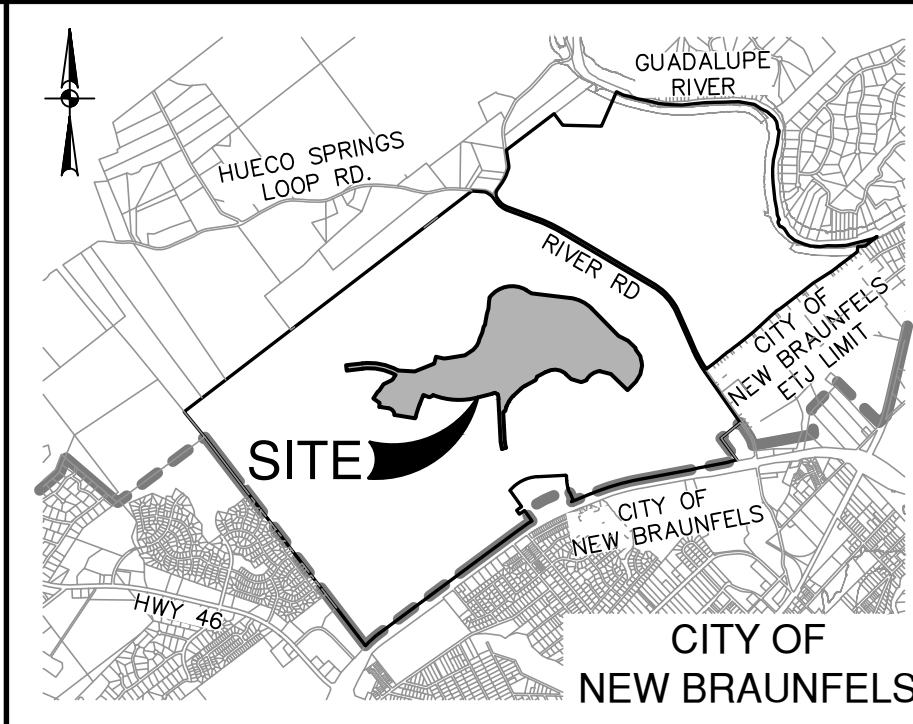 GUADALUPE
RIVER
HUECO SPRINGS
LOOP RD.
RIVER RD
CITY OF
NEW BRAUNFELS
ETJ LIMIT
SITE
CITY OF
NEW BRAUNFELS
HWY 46
CITY OF
NEW BRAUNFELS